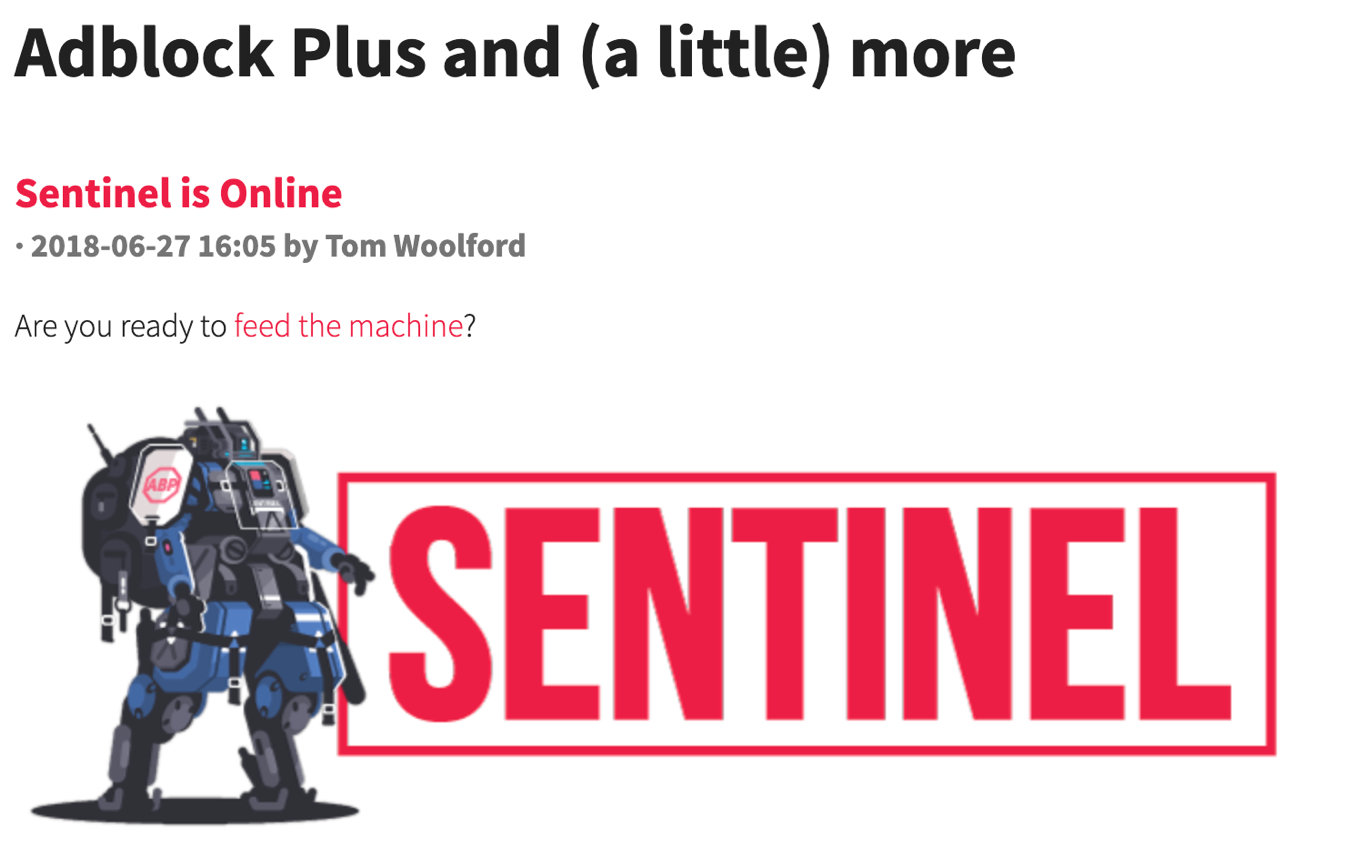 Adblock Plus and (a little) more
Sentinel is Online
· 2018-06-27 16:05 by Tom Woolford
Are you ready to feed the machine?
ABP
SENTINEL